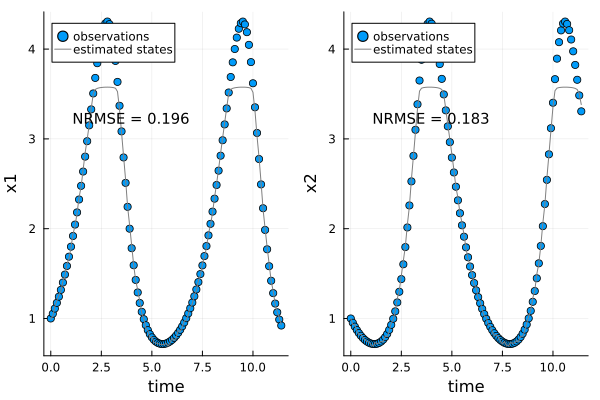 observations
estimated states
NRMSE = 0.196
x1
4
3
2
1
0.0 2.5 5.0 7.5 10.0
time
observations
estimated states
NRMSE = 0.183
x2
4
3
2
1
0.0 2.5 5.0 7.5 10.0
time